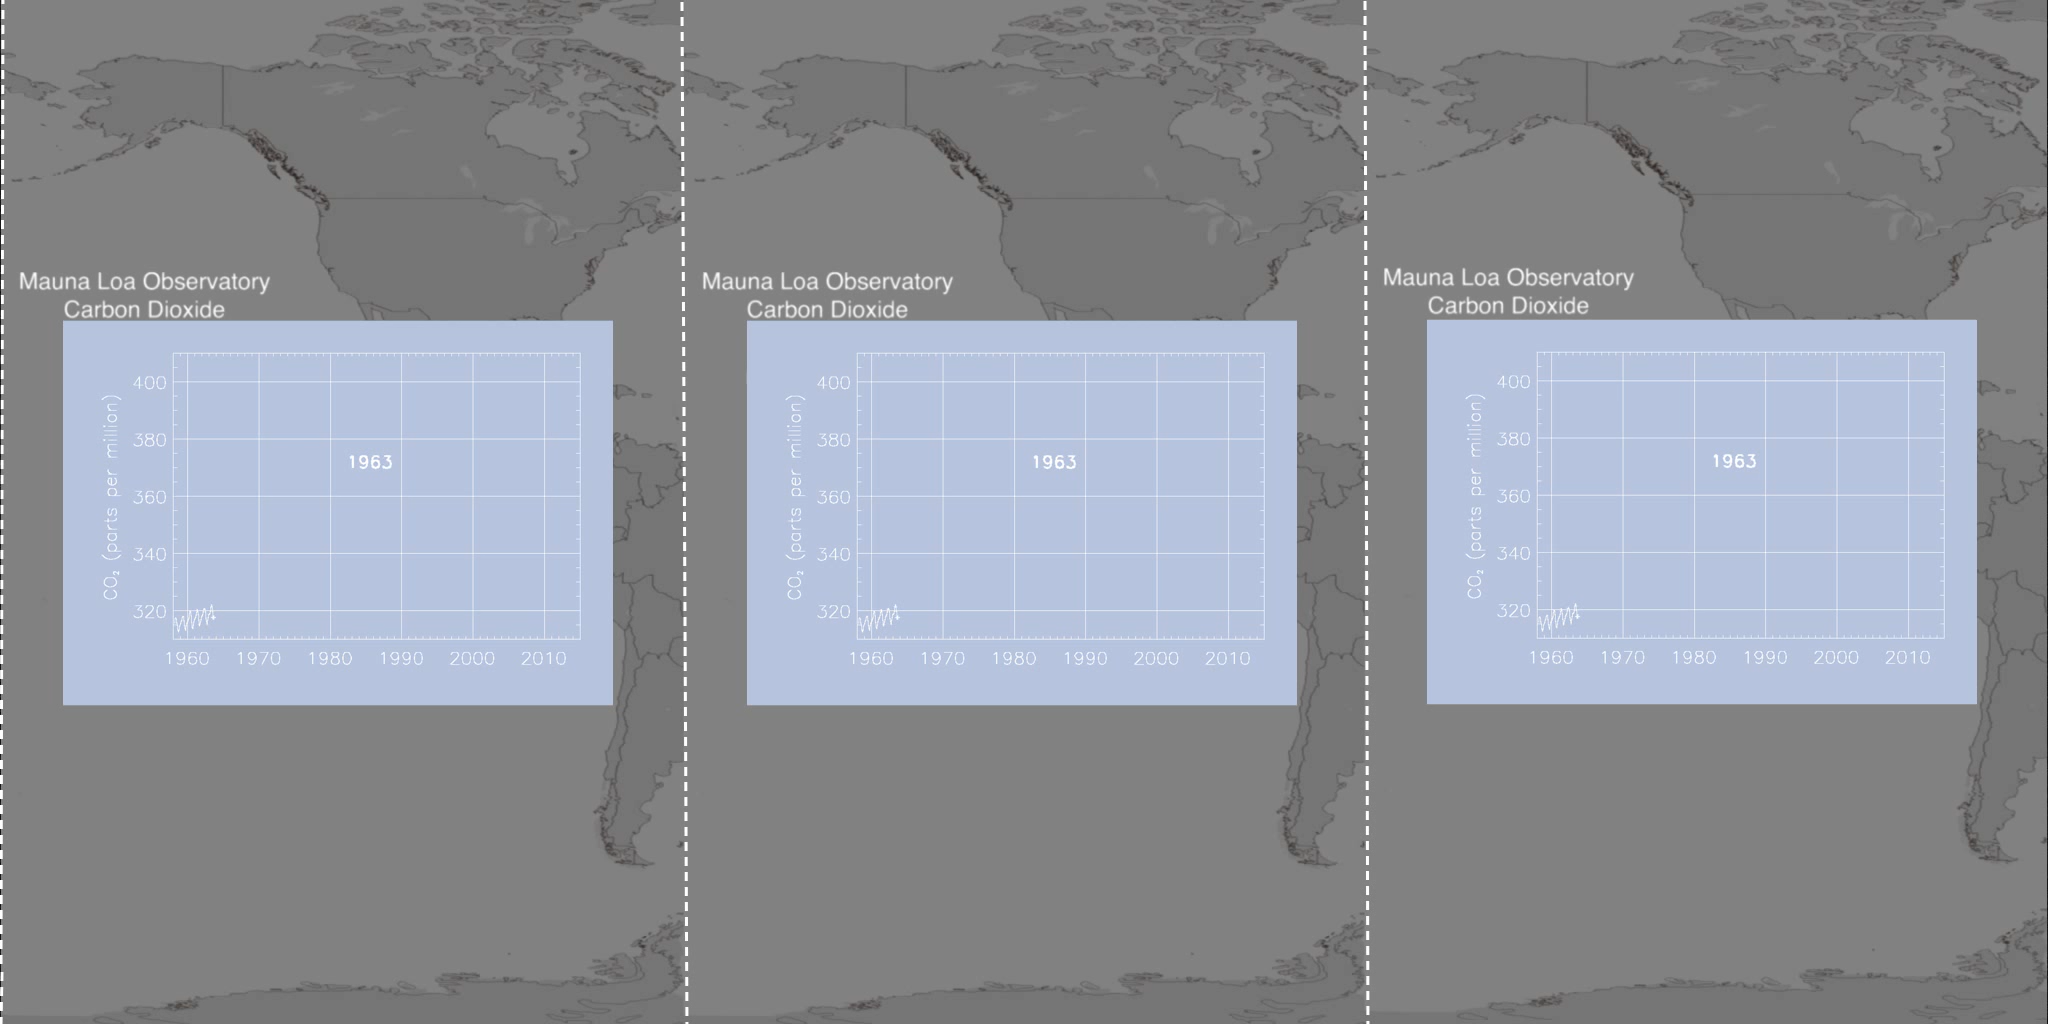 Mauna Loa Observatory
Carbon Dioxide
CO₂ (parts per million)
400
380
360
340
320
1963
1960 1970 1980 1990 2000 2010
Mauna Loa Observatory
Carbon Dioxide
CO₂ (parts per million)
400
380
360
340
320
1963
1960 1970 1980 1990 2000 2010
Mauna Loa Observatory
Carbon Dioxide
CO₂ (parts per million)
400
380
360
340
320
1963
1960 1970 1980 1990 2000 2010